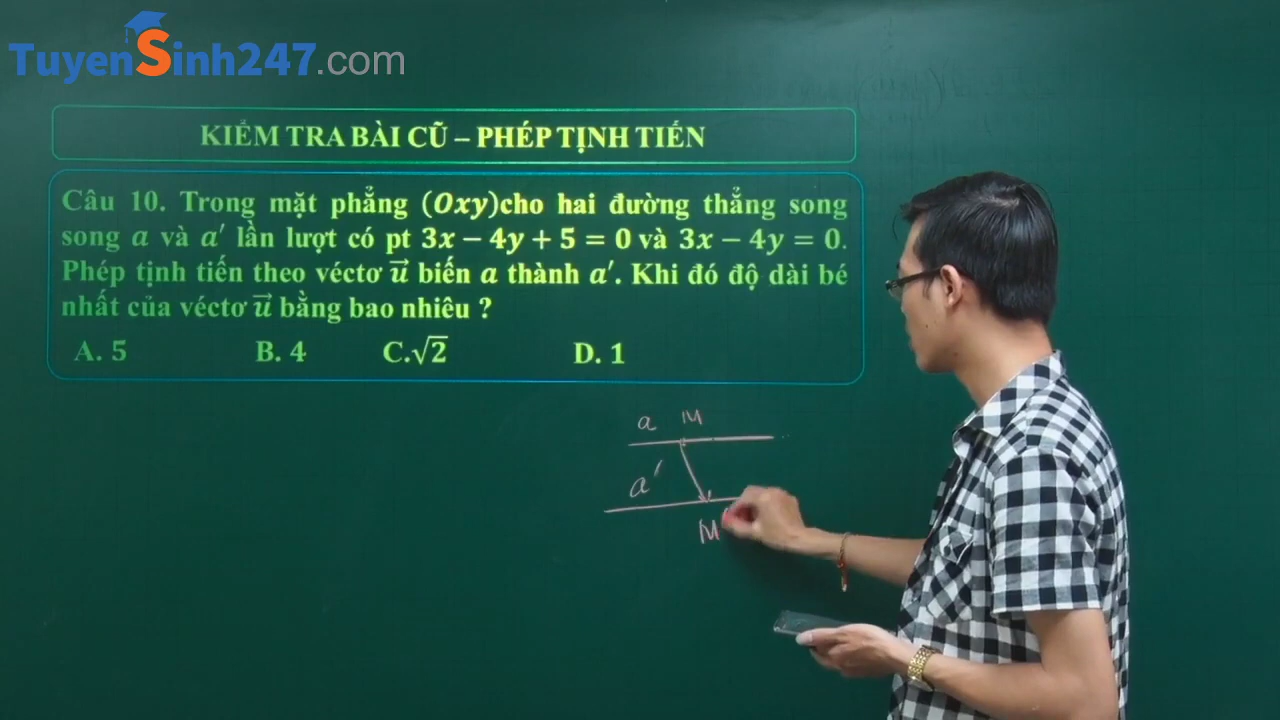 TuyenSinh247.com
KIỂM TRA BÀI CŨ – PHÉP TỊNH TIẾN
Câu 10. Trong mặt phẳng (Oxy)cho hai đường thẳng song
song a và a′ lần lượt có pt 3x − 4y + 5 = 0 và 3x − 4y = 0.
Phép tịnh tiến theo véctơ u⃗ biến a thành a′. Khi đó độ dài bé
nhất của véctơ u⃗ bằng bao nhiêu ?
A. 5 B. 4 C.√2 D. 1
a M
a′
M